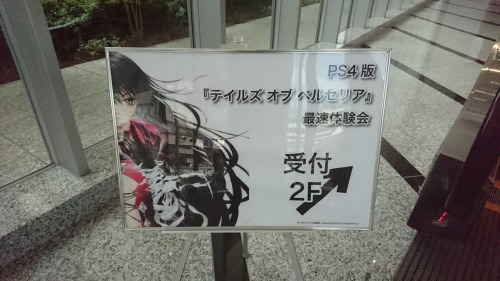 PS4版
『テイルズ オブ ベルセリア』
最速体験会
受付
2F